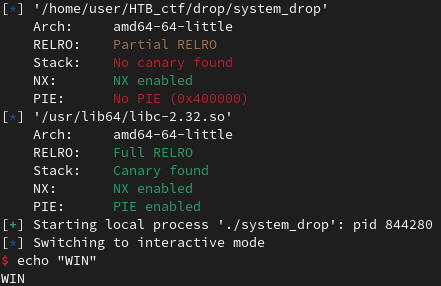 [*] '/home/user/HTB_ctf/drop/system_drop'
Arch: amd64-64-little
RELRO: Partial RELRO
Stack: No canary found
NX: NX enabled
PIE: No PIE (0x400000)
[*] '/usr/lib64/libc-2.32.so'
Arch: amd64-64-little
RELRO: Full RELRO
Stack: Canary found
NX: NX enabled
PIE: PIE enabled
[+] Starting local process './system_drop': pid 844280
[*] Switching to interactive mode
$ echo "WIN"
WIN